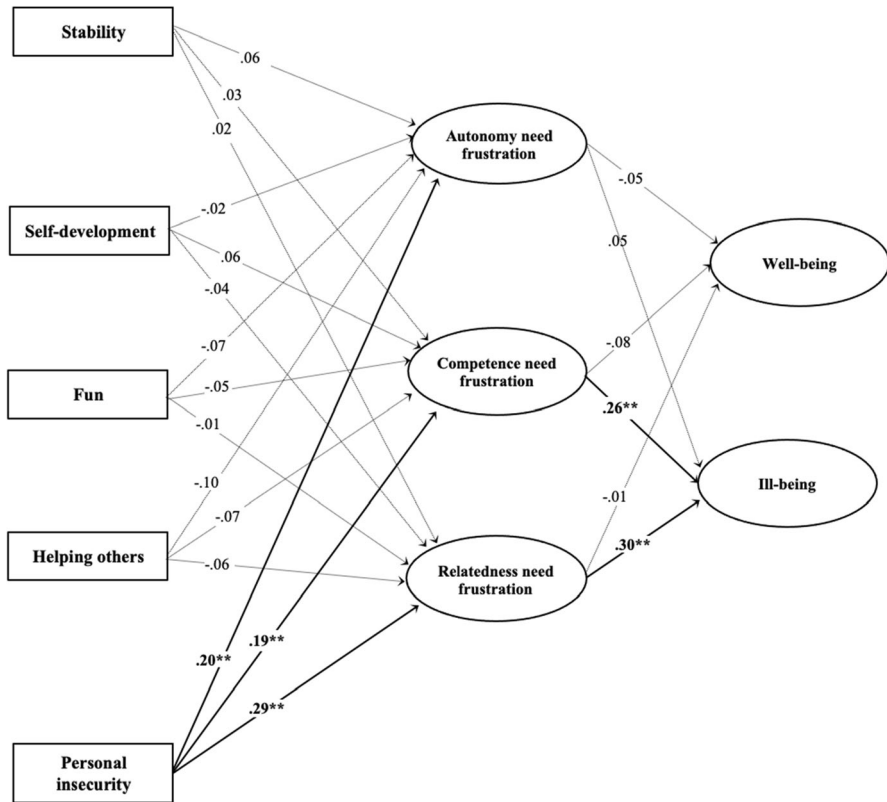 Stability
.06
.03
.02
Autonomy need
frustration
-.05
-.02
Self-development
.05
.06
Well-being
-.04
-.07
-.08
Competence need
frustration
Fun
-.05
.26**
-.01
-.10
Ill-being
-.01
-.07
.30**
Helping others
-.06
Relatedness need
frustration
.19**
.20**
.29**
Personal
insecurity